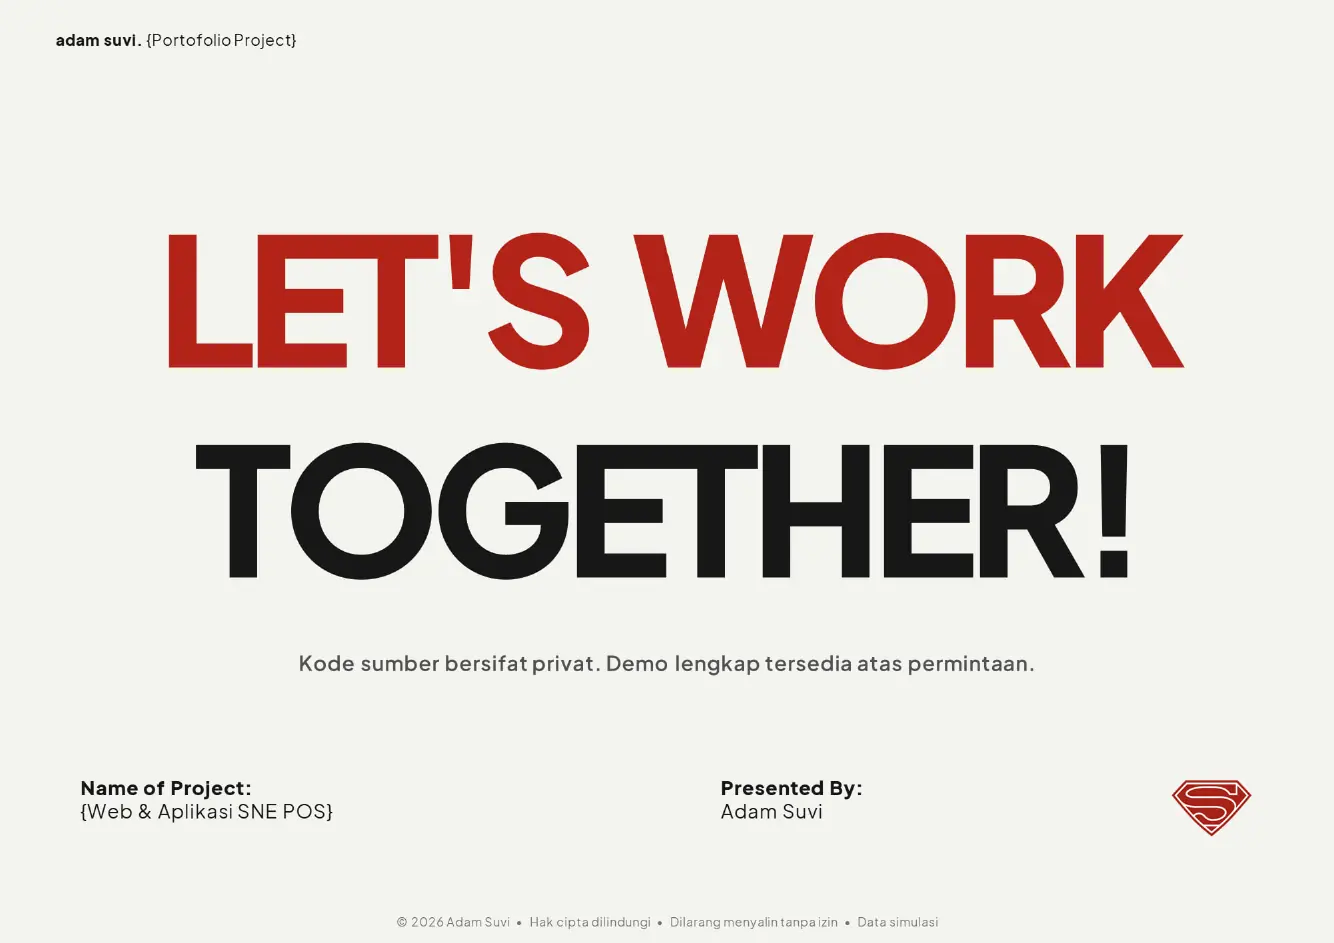 adam suvi. {Portofolio Project}
LET'S WORK
TOGETHER!
Kode sumber bersifat privat. Demo lengkap tersedia atas permintaan.
Name of Project:
{Web & Aplikasi SNE POS}
Presented By:
Adam Suvi
S
© 2026 Adam Suvi • Hak cipta dilindungi • Dilarang menyalin tanpa izin • Data simulasi